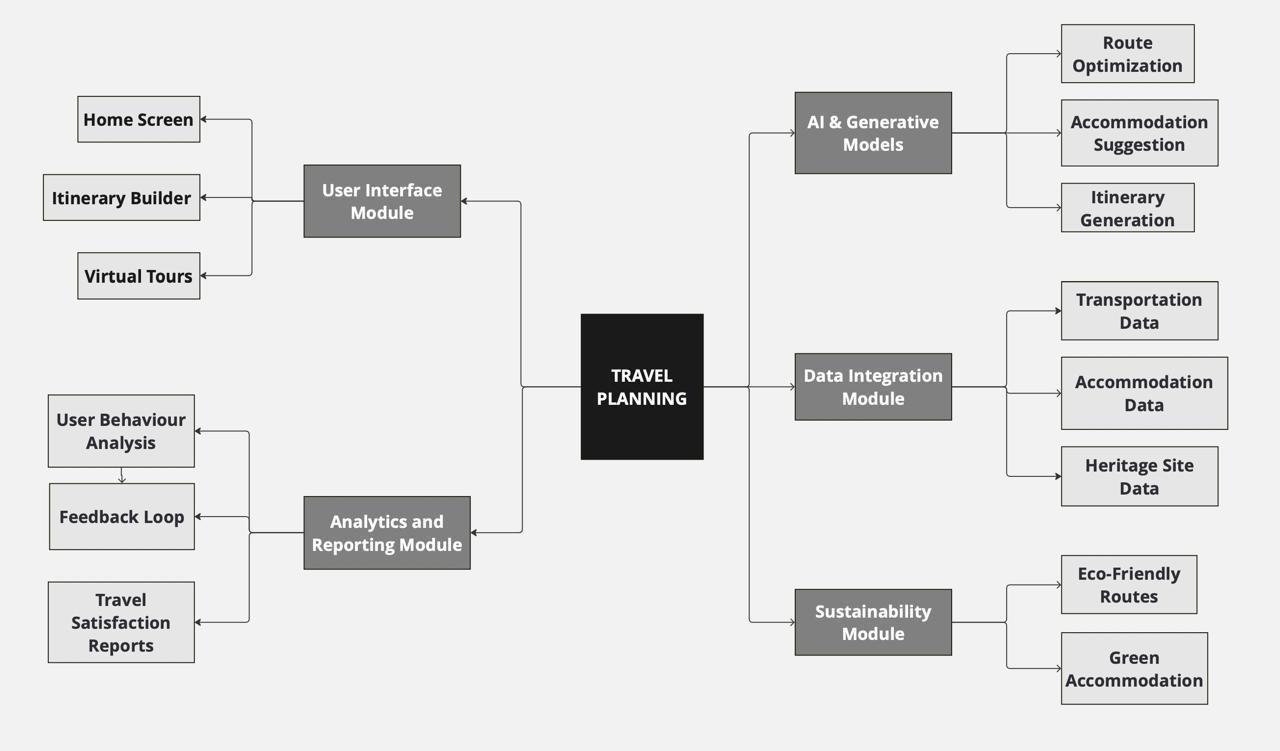 Home Screen
Itinerary Builder
Virtual Tours
User Interface
Module
User Behaviour
Analysis
Feedback Loop
Travel
Satisfaction
Reports
Analytics and
Reporting Module
TRAVEL
PLANNING
AI & Generative
Models
Route
Optimization
Accommodation
Suggestion
Itinerary
Generation
Data Integration
Module
Transportation
Data
Accommodation
Data
Heritage Site
Data
Sustainability
Module
Eco-Friendly
Routes
Green
Accommodation